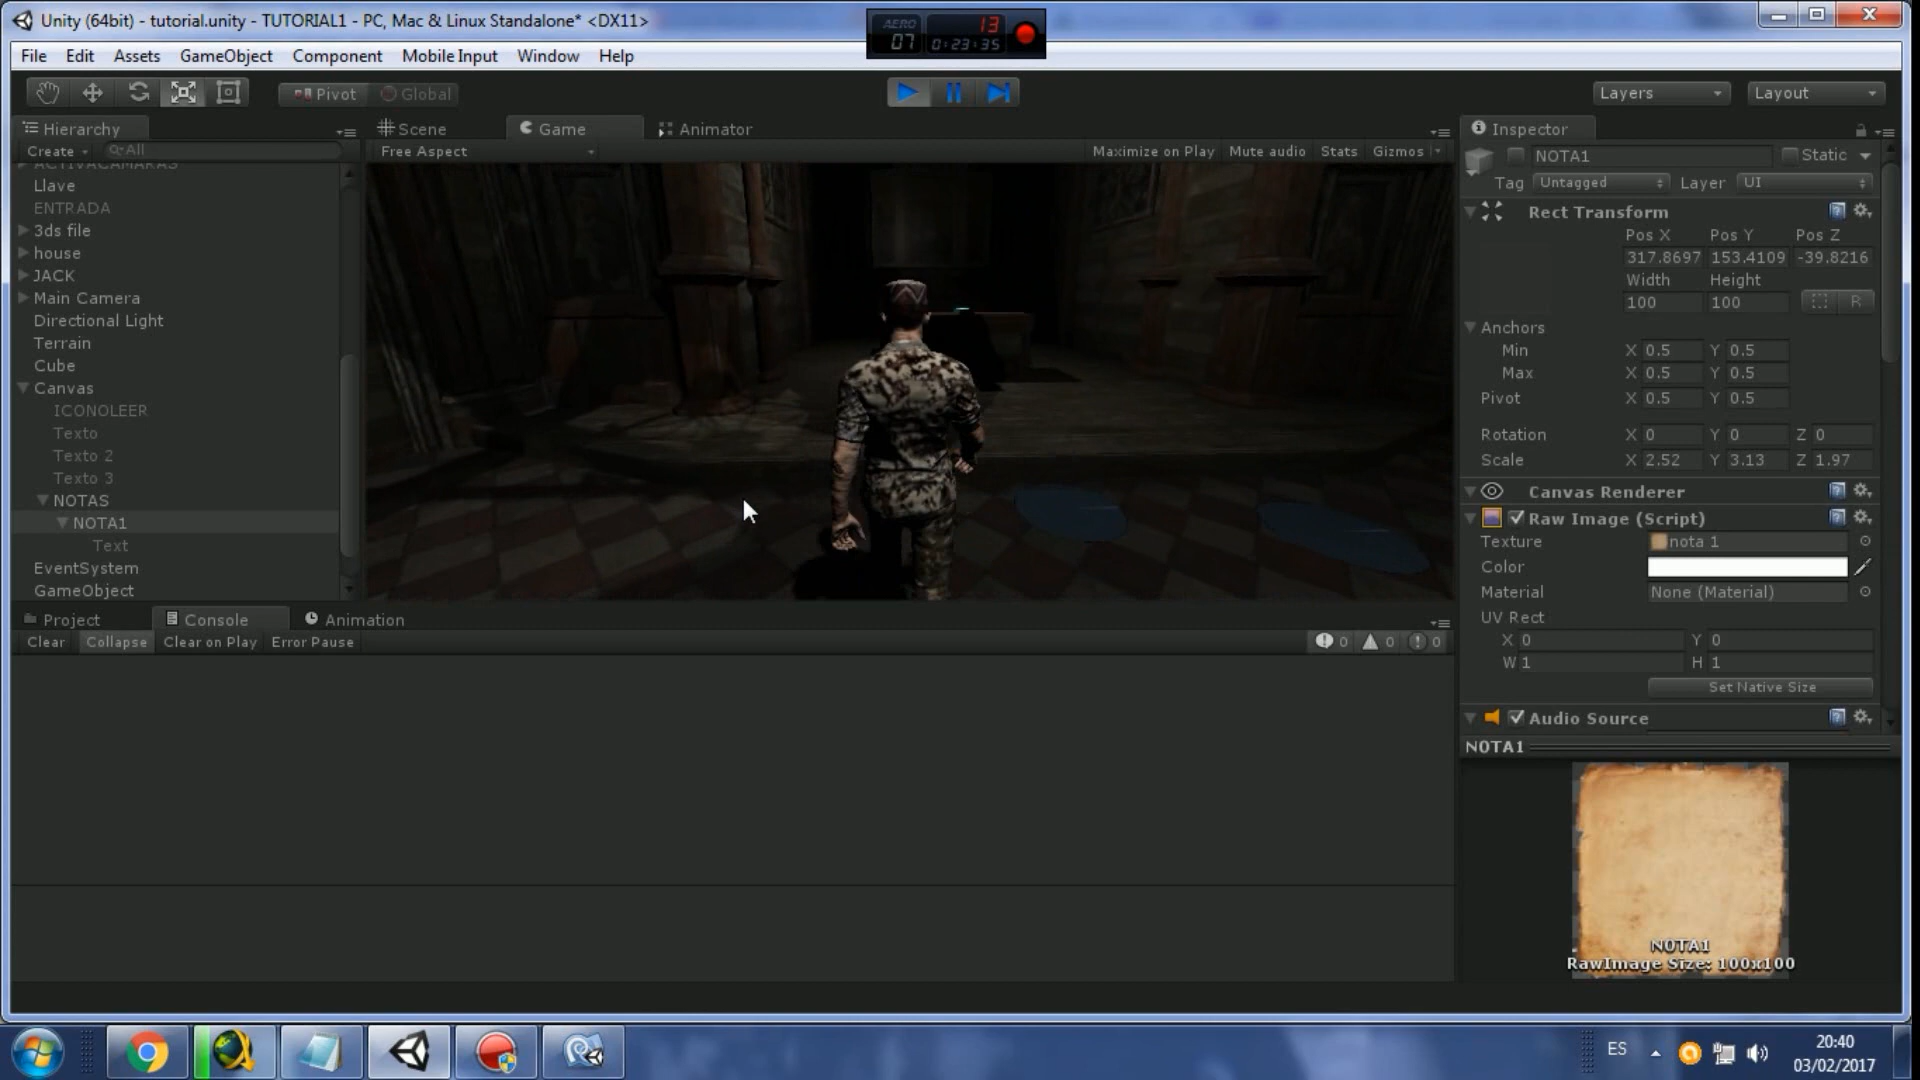 Unity (64bit) - tutorial.unity - TUTORIAL1 - PC, Mac & Linux Standalone* <DX11>
AERO 13
07 0:23:35
File Edit Assets GameObject Component Mobile Input Window Help
Pivot Global
Layers Layout
Hierarchy
Scene Game Animator
Inspector
Create All
Free Aspect
Maximize on Play Mute audio Stats Gizmos
NOTA1 Static
Tag Untagged Layer UI
ACTIVACAMARAS
Llave
ENTRADA
3ds file
house
JACK
Main Camera
Directional Light
Terrain
Cube
Canvas
ICONOLEER
Texto
Texto 2
Texto 3
NOTAS
NOTA1
Text
EventSystem
GameObject
Rect Transform
Pos X Pos Y Pos Z
317.8697 153.4109 -39.8216
Width Height
100 100 R
Anchors
Min X 0.5 Y 0.5
Max X 0.5 Y 0.5
Pivot X 0.5 Y 0.5
Rotation X 0 Y 0 Z 0
Scale X 2.52 Y 3.13 Z 1.97
Canvas Renderer
Raw Image (Script)
Texture nota 1
Color
Material None (Material)
UV Rect
X 0 Y 0
W 1 H 1
Set Native Size
Audio Source
NOTA1
NOTA1
RawImage Size: 100x100
Project Console Animation
Clear Collapse Clear on Play Error Pause
0 0 0
ES
20:40
03/02/2017